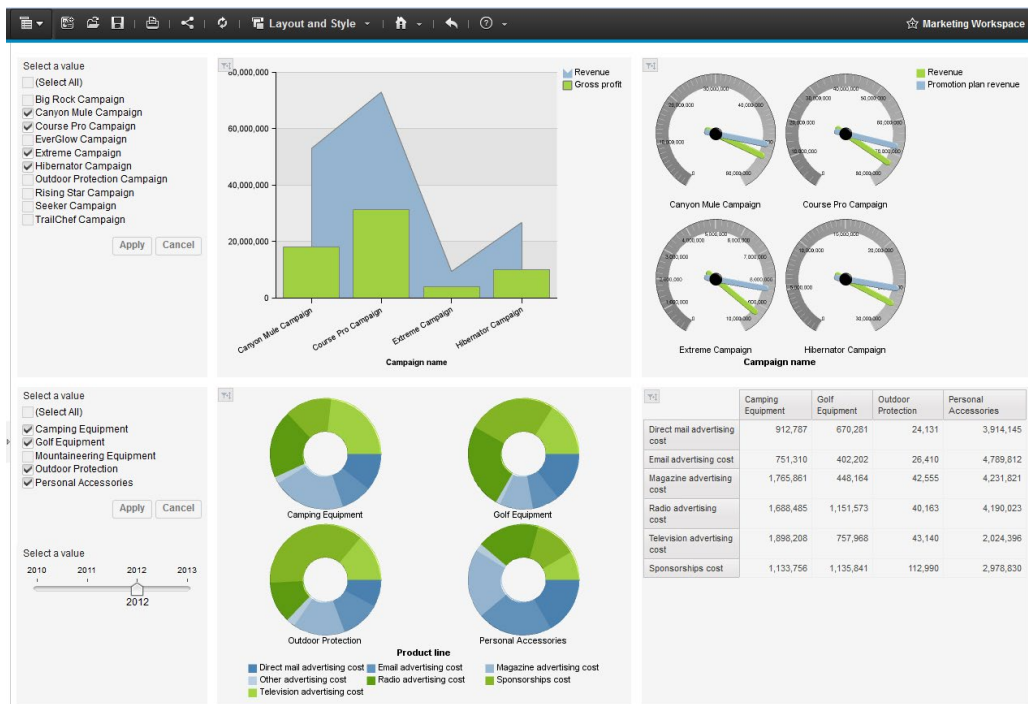 Layout and Style
Marketing Workspace
Select a value
(Select All)
Big Rock Campaign
Canyon Mule Campaign
Course Pro Campaign
EverGlow Campaign
Extreme Campaign
Hibernator Campaign
Outdoor Protection Campaign
Rising Star Campaign
Seeker Campaign
TrailChef Campaign
Apply Cancel
60,000,000
40,000,000
20,000,000
0
Canyon Mule Campaign
Course Pro Campaign
Extreme Campaign
Hibernator Campaign
Campaign name
Revenue
Gross profit
Revenue
Promotion plan revenue
Canyon Mule Campaign Course Pro Campaign
Extreme Campaign Hibernator Campaign
Campaign name
Select a value
(Select All)
Camping Equipment
Golf Equipment
Mountaineering Equipment
Outdoor Protection
Personal Accessories
Apply Cancel
Select a value
2010 2011 2012 2013
2012
Camping Equipment Golf Equipment
Outdoor Protection Personal Accessories
Product line
Direct mail advertising cost Email advertising cost Magazine advertising cost
Other advertising cost Radio advertising cost Sponsorships cost
Television advertising cost
Camping Equipment Golf Equipment Outdoor Protection Personal Accessories
Direct mail advertising cost 912,787 670,281 24,131 3,914,145
Email advertising cost 751,310 402,202 26,410 4,789,812
Magazine advertising cost 1,765,861 448,164 42,555 4,231,821
Radio advertising cost 1,688,485 1,151,573 40,163 4,190,023
Television advertising cost 1,898,208 757,968 43,140 2,024,396
Sponsorships cost 1,133,756 1,135,841 112,990 2,978,830